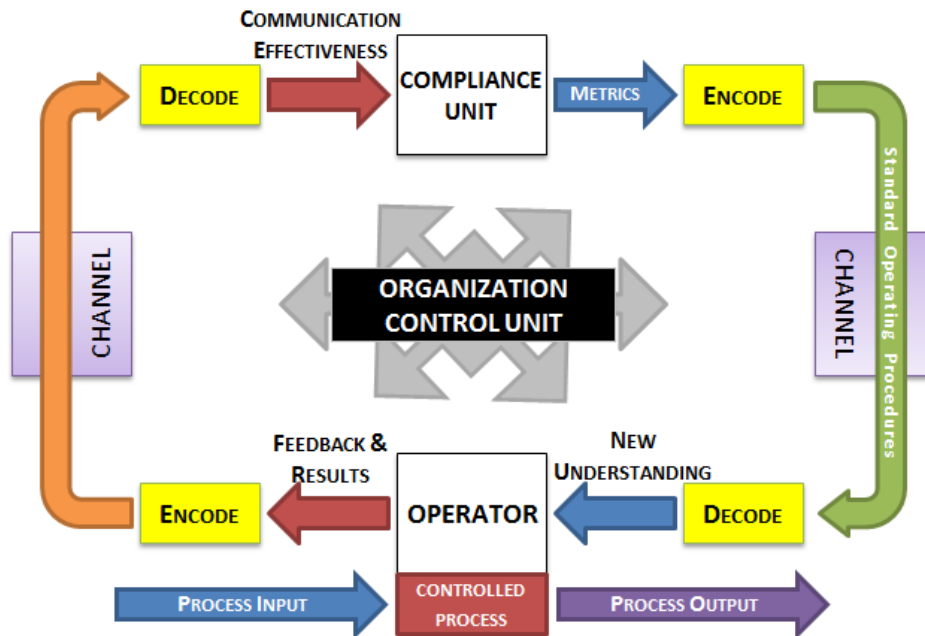 COMMUNICATION
EFFECTIVENESS
DECODE
COMPLIANCE
UNIT
METRICS
ENCODE
Standard Operating Procedures
CHANNEL
CHANNEL
ORGANIZATION
CONTROL UNIT
FEEDBACK &
RESULTS
NEW
UNDERSTANDING
ENCODE
OPERATOR
DECODE
PROCESS INPUT
CONTROLLED
PROCESS
PROCESS OUTPUT